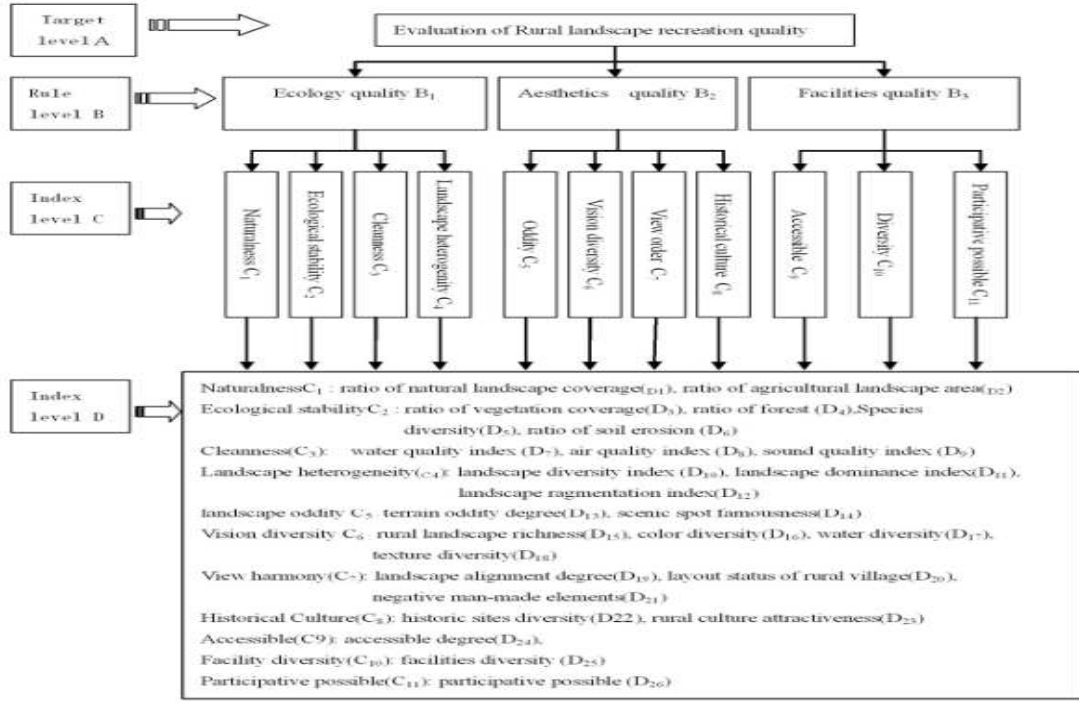 Target
level A
Evaluation of Rural landscape recreation quality
Rule
level B
Ecology quality B₁
Aesthetics quality B₂
Facilities quality B₃
Index
level C
Naturalness C₁
Ecological stability C₂
Cleanness C₃
Landscape heterogenity C₄
Oddity C₅
Vision diversity C₆
View order C₇
Historical culture C₈
Accessible C₉
Diversity C₁₀
Participative possible C₁₁
Index
level D
NaturalnessC₁ : ratio of natural landscape coverage(D1), ratio of agricultural landscape area(D2)
Ecological stabilityC₂ : ratio of vegetation coverage(D₃), ratio of forest (D₄),Species
diversity(D₅), ratio of soil erosion (D₆)
Cleanness(C₃): water quality index (D₇), air quality index (D₈), sound quality index (D₉)
Landscape heterogeneity(C4): landscape diversity index (D₁₀), landscape dominance index(D₁₁),
landscape ragmentation index(D₁₂)
landscape oddity C₅ terrain oddity degree(D₁₃), scenic spot famousness(D₁₄)
Vision diversity C₆ rural landscape richness(D₁₅), color diversity(D₁₆), water diversity(D₁₇),
texture diversity(D₁₈)
View harmony(C₇): landscape alignment degree(D₁₉), layout status of rural village(D₂₀),
negative man-made elements(D₂₁)
Historical Culture(C₈): historic sites diversity(D22), rural culture attractiveness(D₂₃)
Accessible(C9): accessible degree(D₂₄),
Facility diversity(C₁₀): facilities diversity (D₂₅)
Participative possible(C₁₁): participative possible (D₂₆)